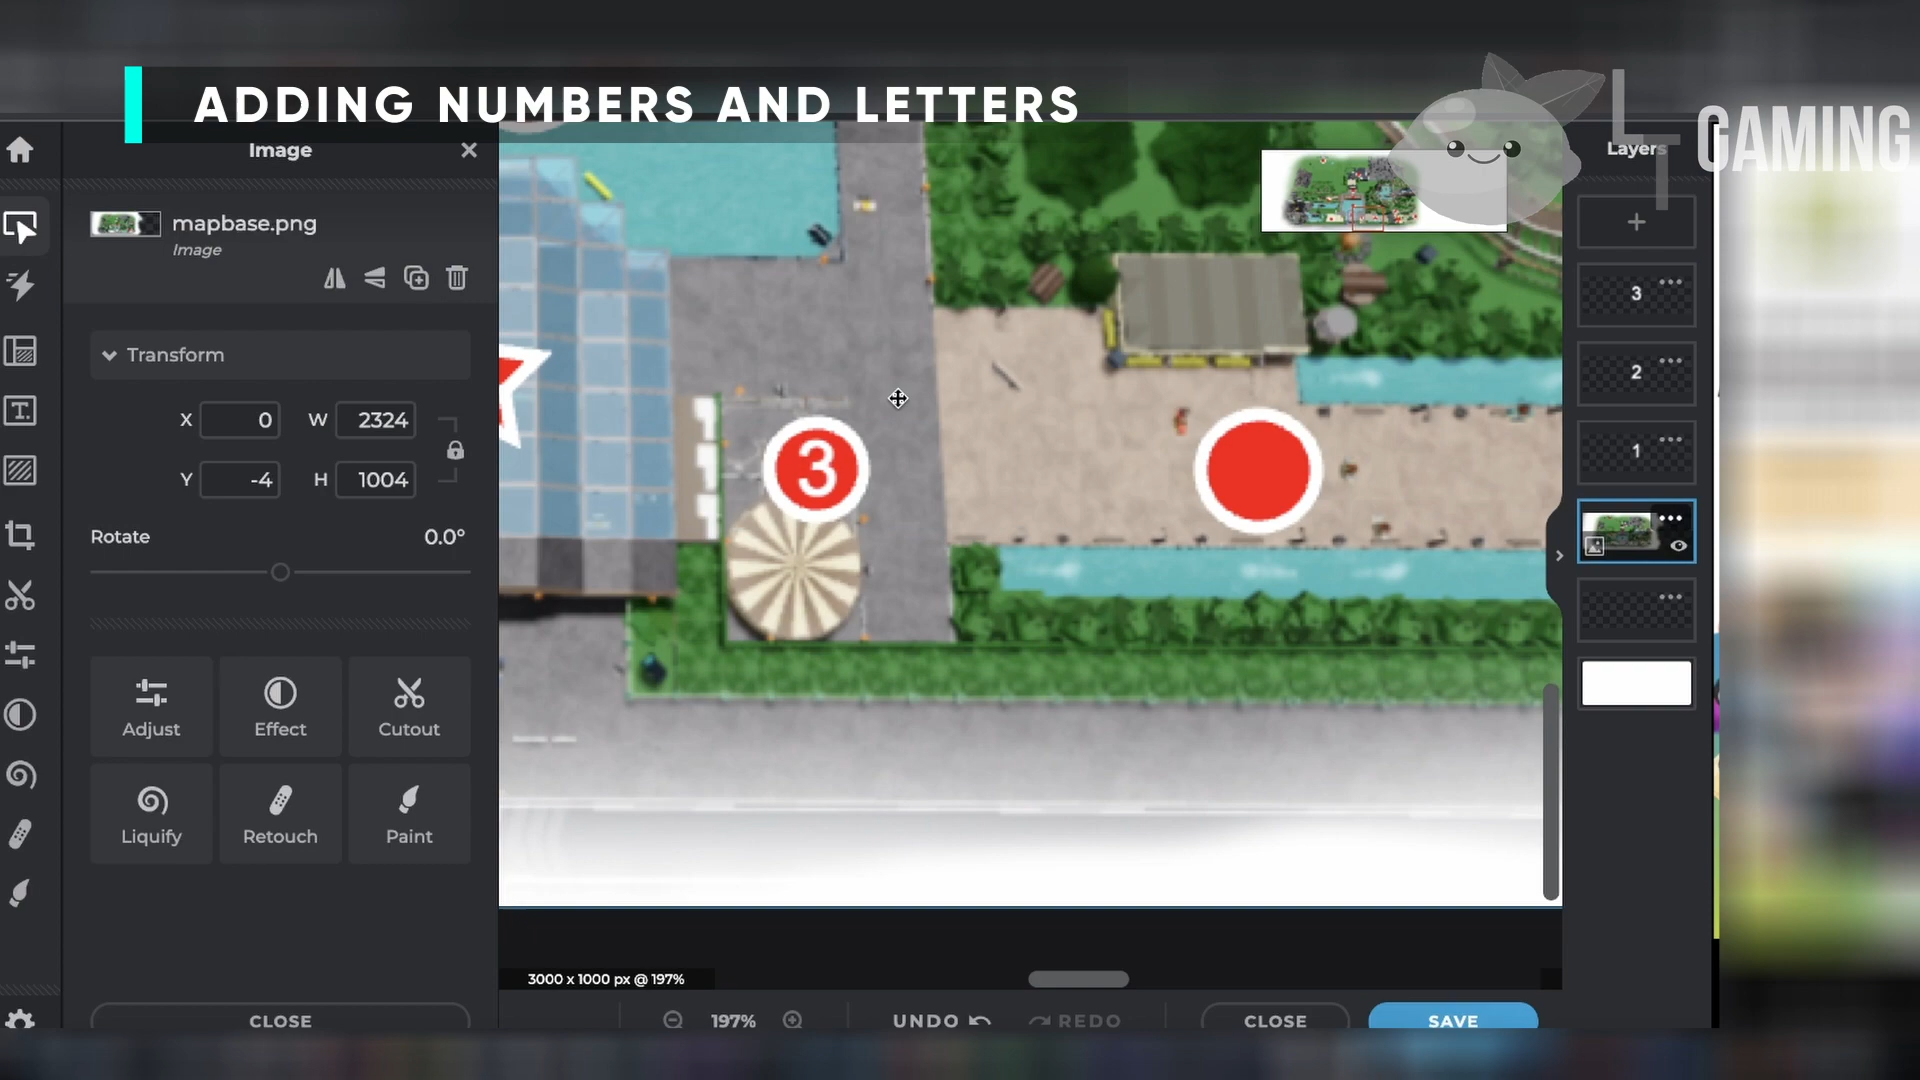 ADDING NUMBERS AND LETTERS
LT GAMING
Image
Layers
mapbase.png
Image
Transform
X 0 W 2324
Y -4 H 1004
Rotate 0.0°
Adjust
Effect
Cutout
Liquify
Retouch
Paint
CLOSE
3
3000 x 1000 px @ 197%
197%
UNDO
REDO
CLOSE
SAVE
3
2
1